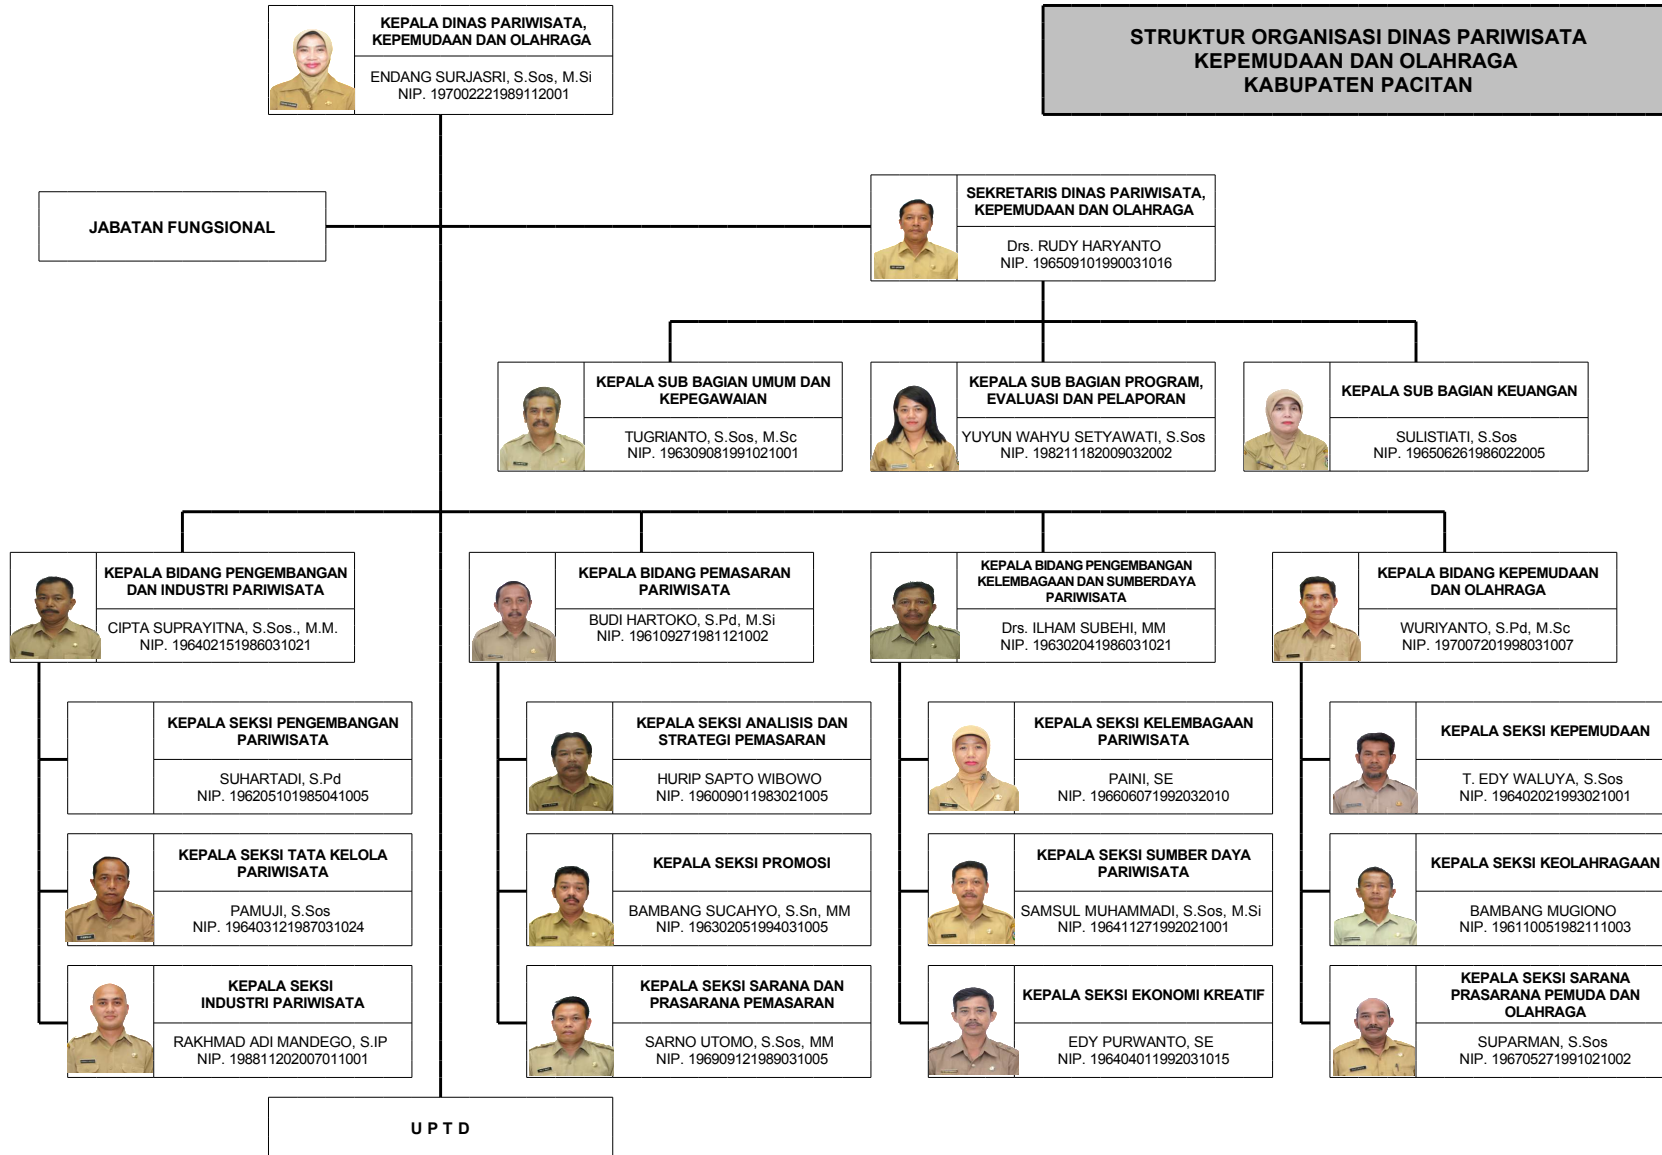 KEPALA DINAS PARIWISATA,
KEPEMUDAAN DAN OLAHRAGA
ENDANG SURJASRI, S.Sos, M.Si
NIP. 197002221989112001
STRUKTUR ORGANISASI DINAS PARIWISATA
KEPEMUDAAN DAN OLAHRAGA
KABUPATEN PACITAN
JABATAN FUNGSIONAL
SEKRETARIS DINAS PARIWISATA,
KEPEMUDAAN DAN OLAHRAGA
Drs. RUDY HARYANTO
NIP. 196509101990031016
KEPALA SUB BAGIAN UMUM DAN
KEPEGAWAIAN
TUGRIANTO, S.Sos, M.Sc
NIP. 196309081991021001
KEPALA SUB BAGIAN PROGRAM,
EVALUASI DAN PELAPORAN
YUYUN WAHYU SETYAWATI, S.Sos
NIP. 198211182009032002
KEPALA SUB BAGIAN KEUANGAN
SULISTIATI, S.Sos
NIP. 196506261986022005
KEPALA BIDANG PENGEMBANGAN
DAN INDUSTRI PARIWISATA
CIPTA SUPRAYITNA, S.Sos., M.M.
NIP. 196402151986031021
KEPALA BIDANG PEMASARAN
PARIWISATA
BUDI HARTOKO, S.Pd, M.Si
NIP. 196109271981121002
KEPALA BIDANG PENGEMBANGAN
KELEMBAGAAN DAN SUMBERDAYA
PARIWISATA
Drs. ILHAM SUBEHI, MM
NIP. 196302041986031021
KEPALA BIDANG KEPEMUDAAN
DAN OLAHRAGA
WURIYANTO, S.Pd, M.Sc
NIP. 197007201998031007
KEPALA SEKSI PENGEMBANGAN
PARIWISATA
SUHARTADI, S.Pd
NIP. 196205101985041005
KEPALA SEKSI ANALISIS DAN
STRATEGI PEMASARAN
HURIP SAPTO WIBOWO
NIP. 196009011983021005
KEPALA SEKSI KELEMBAGAAN
PARIWISATA
PAINI, SE
NIP. 196606071992032010
KEPALA SEKSI KEPEMUDAAN
T. EDY WALUYA, S.Sos
NIP. 196402021993021001
KEPALA SEKSI TATA KELOLA
PARIWISATA
PAMUJI, S.Sos
NIP. 196403121987031024
KEPALA SEKSI PROMOSI
BAMBANG SUCAHYO, S.Sn, MM
NIP. 196302051994031005
KEPALA SEKSI SUMBER DAYA
PARIWISATA
SAMSUL MUHAMMADI, S.Sos, M.Si
NIP. 196411271992021001
KEPALA SEKSI KEOLAHRAGAAN
BAMBANG MUGIONO
NIP. 196110051982111003
KEPALA SEKSI
INDUSTRI PARIWISATA
RAKHMAD ADI MANDEGO, S.IP
NIP. 198811202007011001
KEPALA SEKSI SARANA DAN
PRASARANA PEMASARAN
SARNO UTOMO, S.Sos, MM
NIP. 196909121989031005
KEPALA SEKSI EKONOMI KREATIF
EDY PURWANTO, SE
NIP. 196404011992031015
KEPALA SEKSI SARANA
PRASARANA PEMUDA DAN
OLAHRAGA
SUPARMAN, S.Sos
NIP. 196705271991021002
U P T D